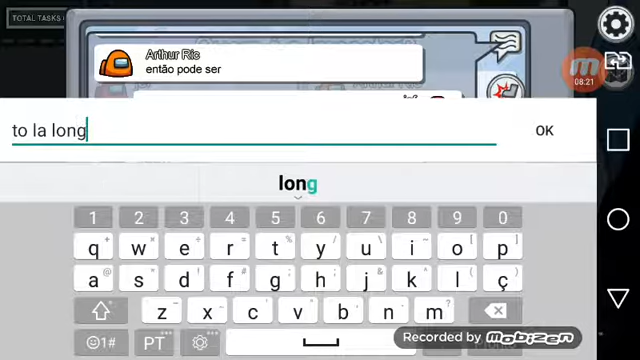 TOTAL TASKS
Arthur Ric
então pode ser
08:21
to la long
OK
long
1 2 3 4 5 6 7 8 9 0
q w e r t y u i o p
a s d f g h j k l ç
z x c v b n m
☺1# PT
Recorded by Mobizen